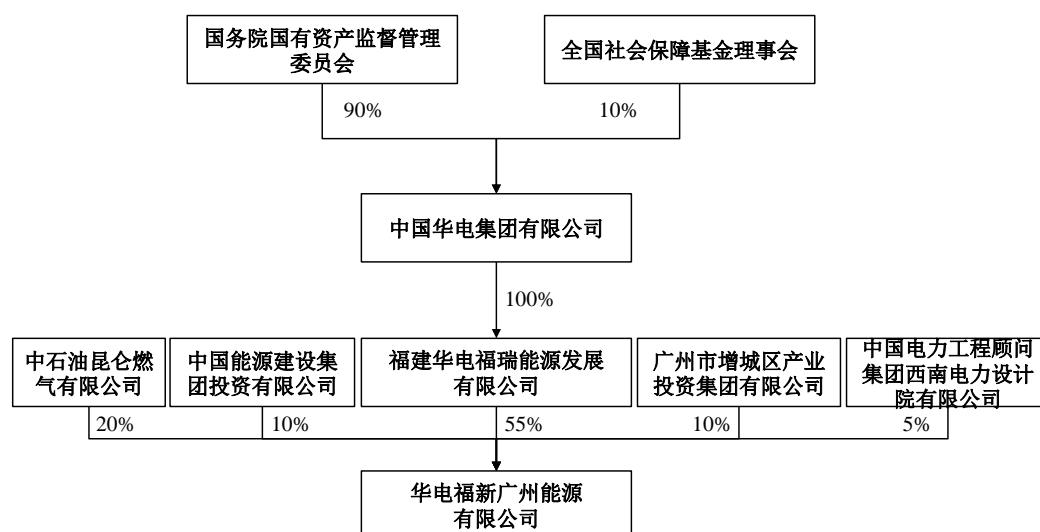 国务院国有资产监督管理
委员会
全国社会保障基金理事会
90%
10%
中国华电集团有限公司
100%
中石油昆仑燃
气有限公司
中国能源建设集
团投资有限公司
福建华电福瑞能源发展
有限公司
广州市增城区产业
投资集团有限公司
中国电力工程顾问
集团西南电力设计
院有限公司
20%
10%
55%
10%
5%
华电福新广州能源
有限公司